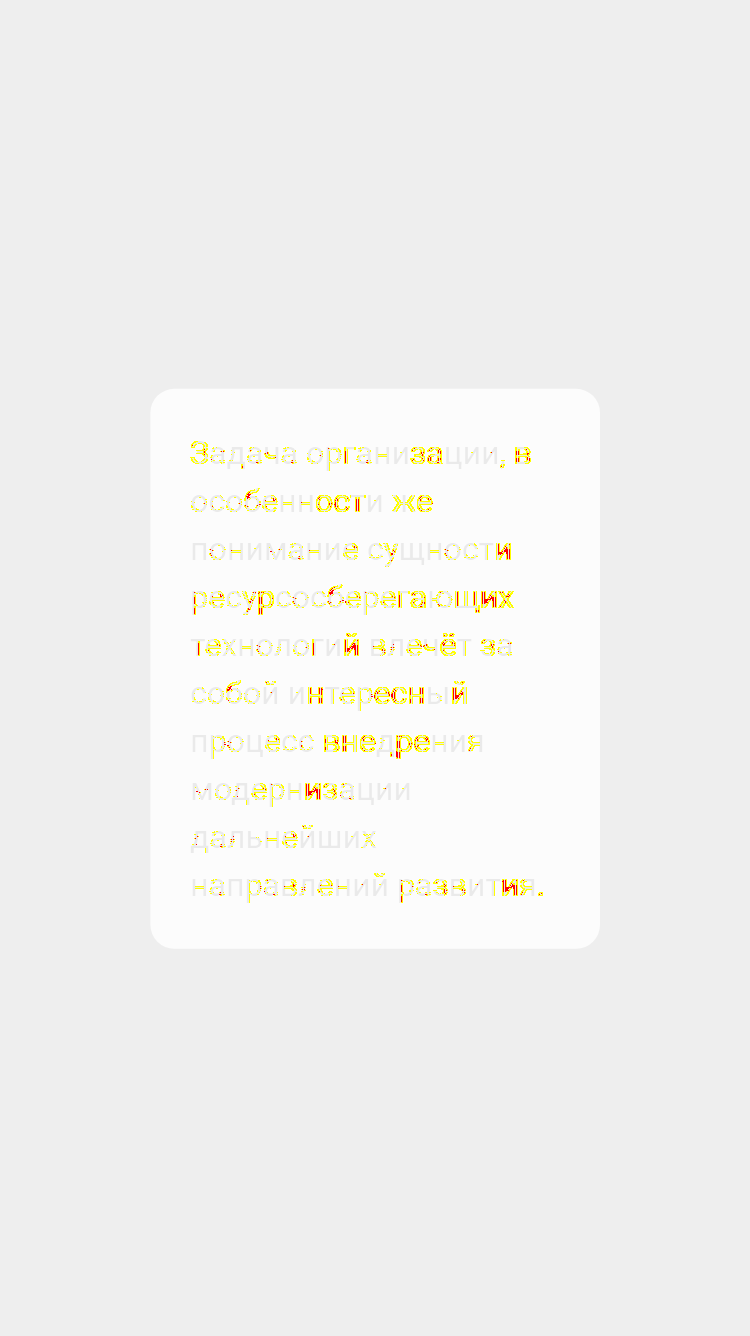 Задача организации, в
особенности же
понимание сущности
ресурсосберегающих
технологий влечёт за
собой интересный
процесс внедрения
модернизации
дальнейших
направлений развития.